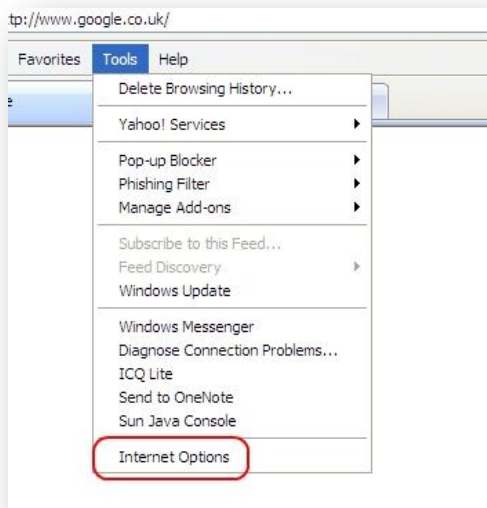 tp://www.google.co.uk/
Favorites Tools Help
e
Delete Browsing History...
Yahoo! Services
Pop-up Blocker
Phishing Filter
Manage Add-ons
Subscribe to this Feed...
Feed Discovery
Windows Update
Windows Messenger
Diagnose Connection Problems...
ICQ Lite
Send to OneNote
Sun Java Console
Internet Options